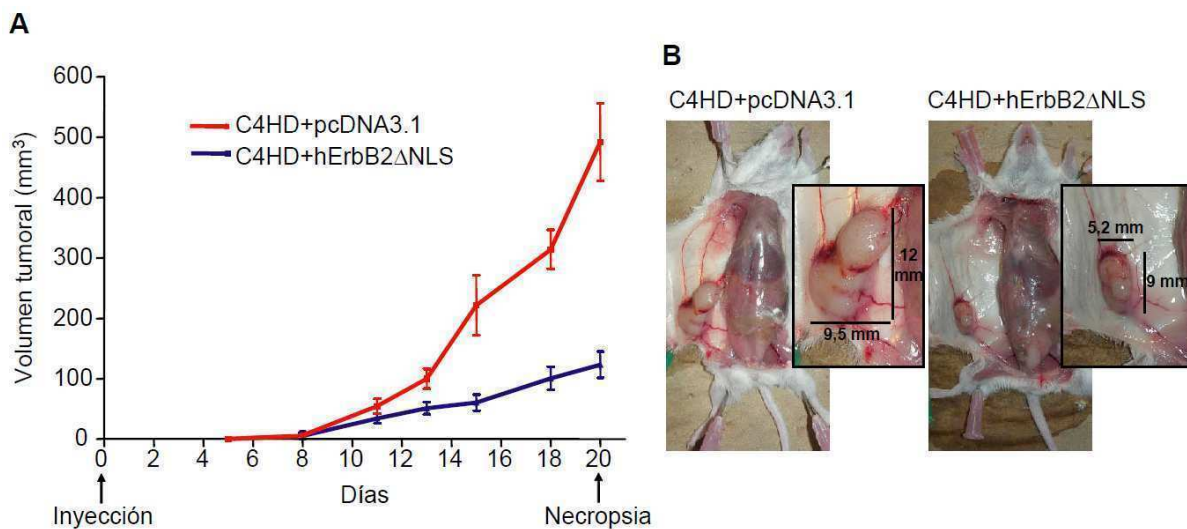 A
Volumen tumoral (mm³)
600
500
400
300
200
100
0
C4HD+pcDNA3.1
C4HD+hErbB2ΔNLS
0 2 4 6 8 10 12 14 16 18 20
Días
Inyección
Necropsia
B
C4HD+pcDNA3.1
12
mm
9,5 mm
C4HD+hErbB2ΔNLS
5,2 mm
9 mm